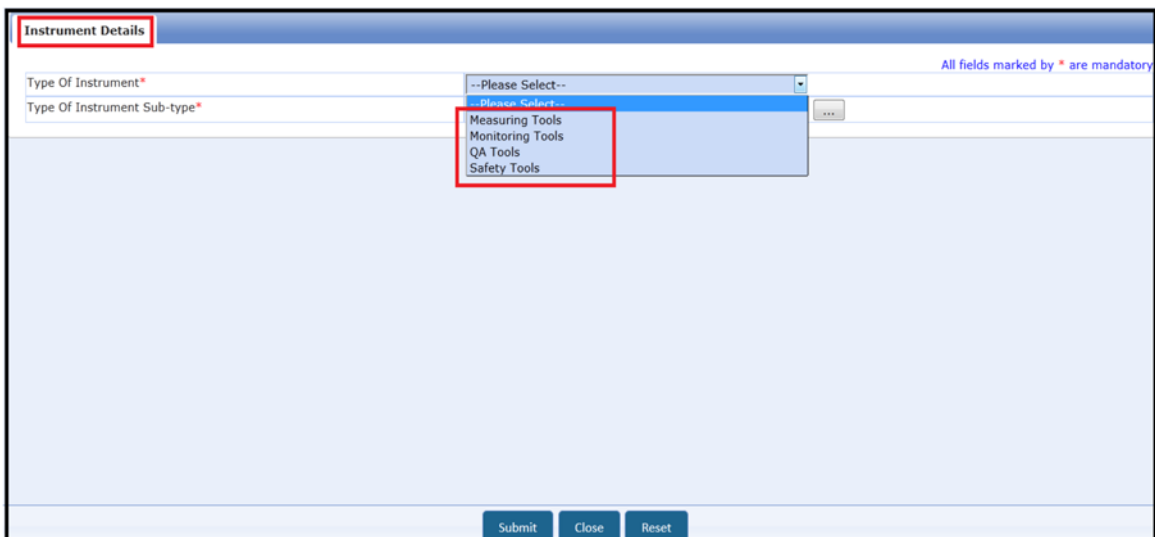 Instrument Details
All fields marked by * are mandatory
Type Of Instrument*
--Please Select--
Type Of Instrument Sub-type*
--Please Select--
...
Measuring Tools
Monitoring Tools
QA Tools
Safety Tools
Submit Close Reset